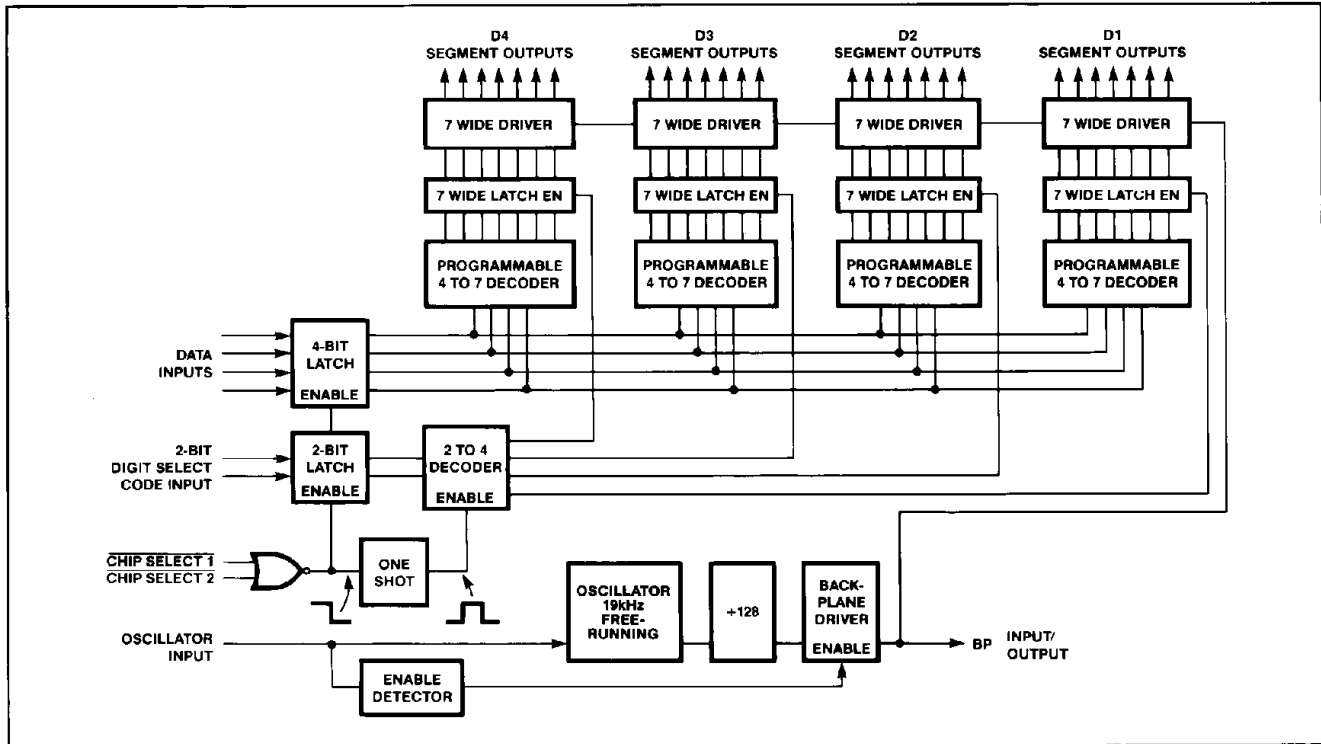 D4
SEGMENT OUTPUTS
D3
SEGMENT OUTPUTS
D2
SEGMENT OUTPUTS
D1
SEGMENT OUTPUTS
7 WIDE DRIVER
7 WIDE DRIVER
7 WIDE DRIVER
7 WIDE DRIVER
7 WIDE LATCH EN
7 WIDE LATCH EN
7 WIDE LATCH EN
7 WIDE LATCH EN
PROGRAMMABLE
4 TO 7 DECODER
PROGRAMMABLE
4 TO 7 DECODER
PROGRAMMABLE
4 TO 7 DECODER
PROGRAMMABLE
4 TO 7 DECODER
DATA
INPUTS
4-BIT
LATCH
ENABLE
2-BIT
DIGIT SELECT
CODE INPUT
2-BIT
LATCH
ENABLE
2 TO 4
DECODER
ENABLE
CHIP SELECT 1
CHIP SELECT 2
ONE
SHOT
OSCILLATOR
INPUT
OSCILLATOR
19kHz
FREE-
RUNNING
÷128
BACK-
PLANE
DRIVER
ENABLE
BP
INPUT/
OUTPUT
ENABLE
DETECTOR